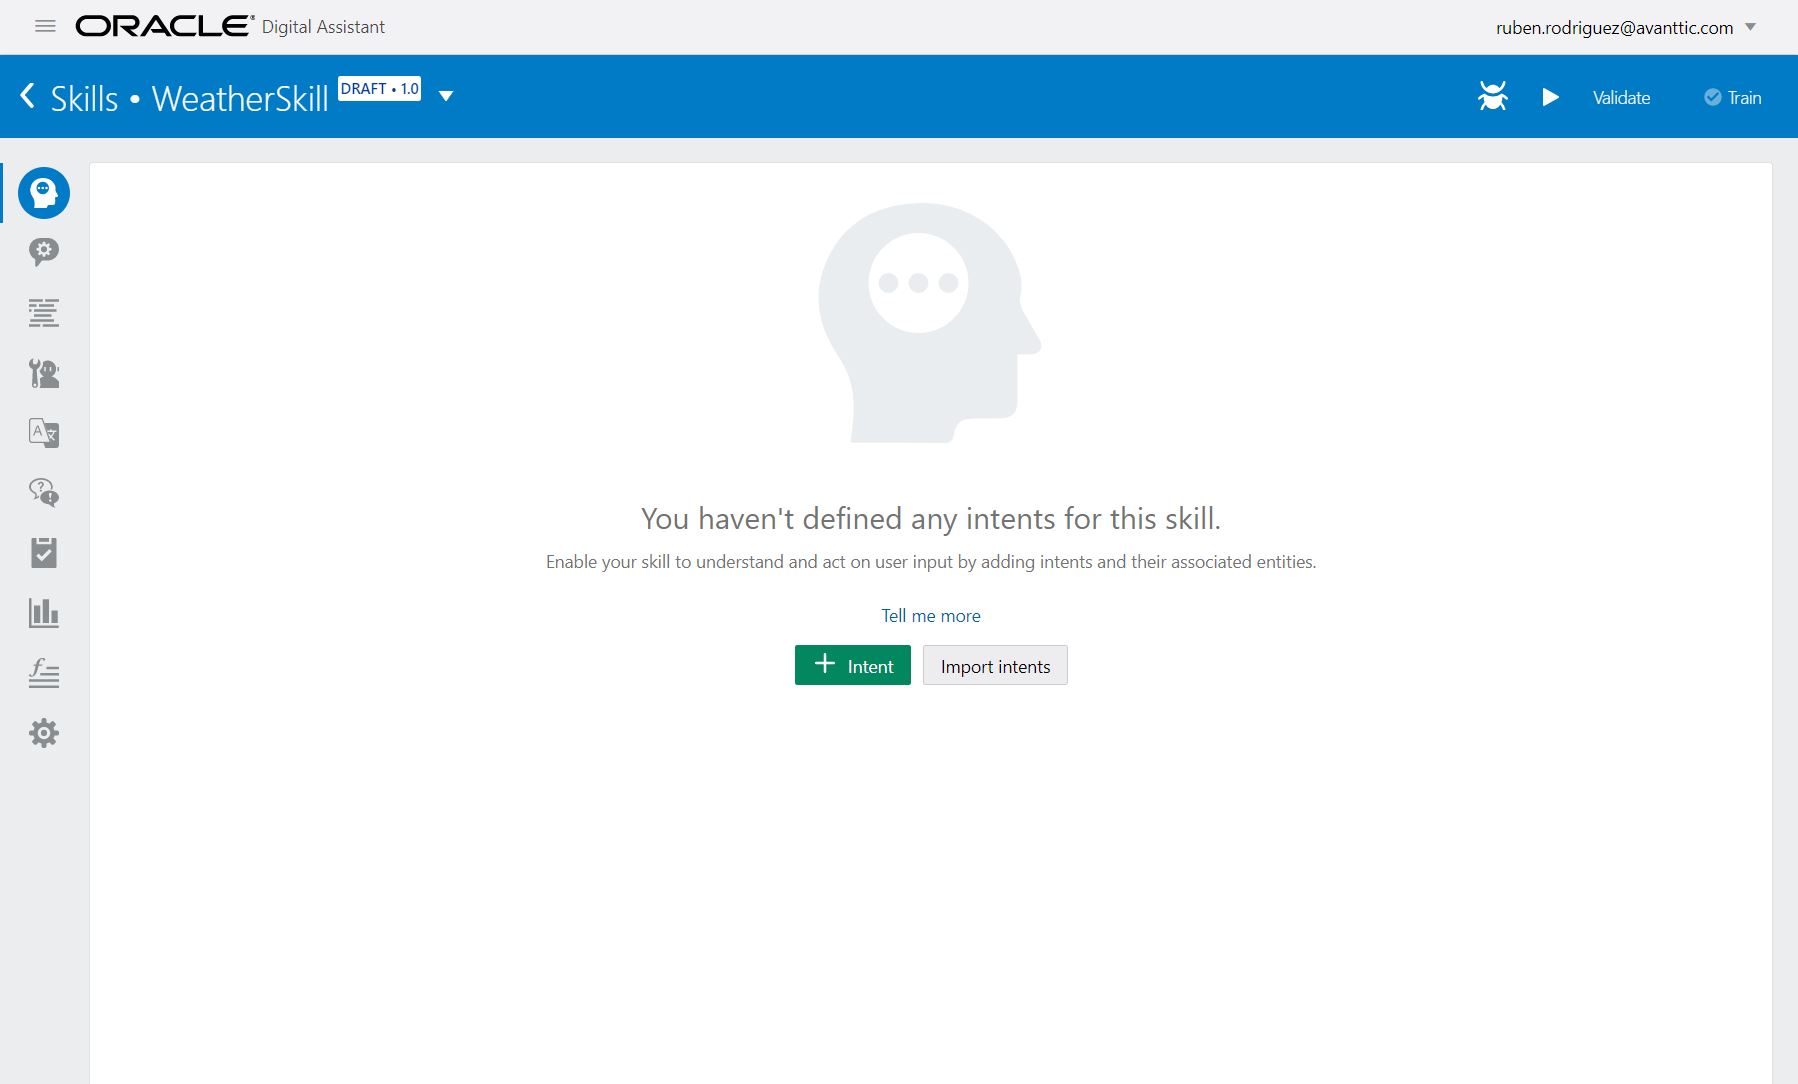 ORACLE® Digital Assistant
ruben.rodriguez@avanttic.com
Skills • WeatherSkill DRAFT • 1.0
Validate
Train
You haven't defined any intents for this skill.
Enable your skill to understand and act on user input by adding intents and their associated entities.
Tell me more
+ Intent
Import intents